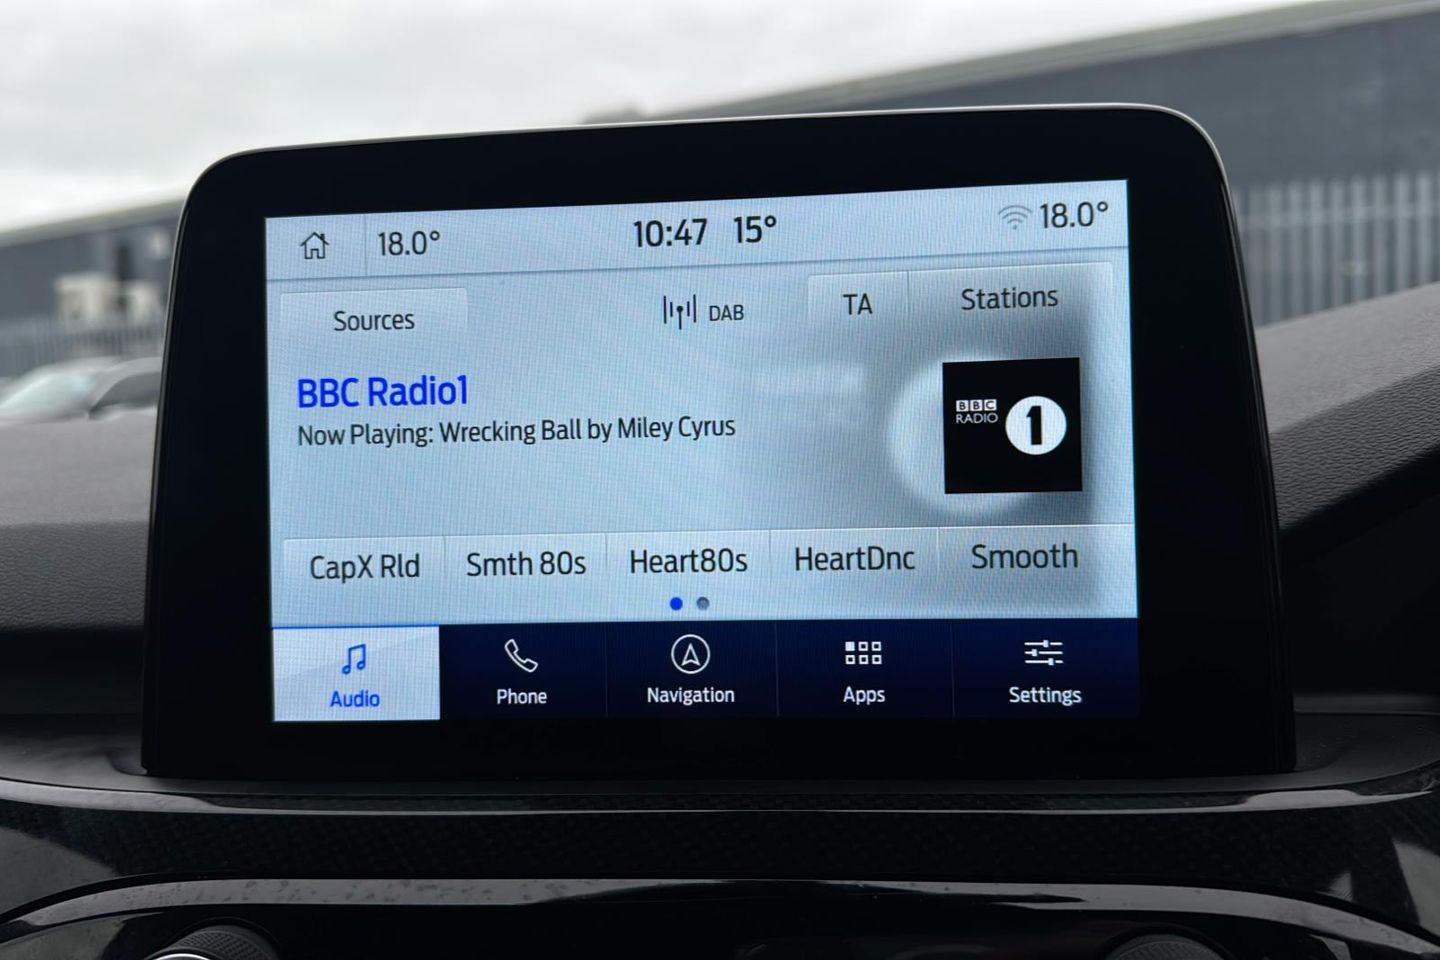 18.0° 10:47 15° 18.0°
Sources DAB TA Stations
BBC Radio1
Now Playing: Wrecking Ball by Miley Cyrus
BBC
RADIO 1
CapX Rld Smth 80s Heart80s HeartDnc Smooth
Audio Phone Navigation Apps Settings